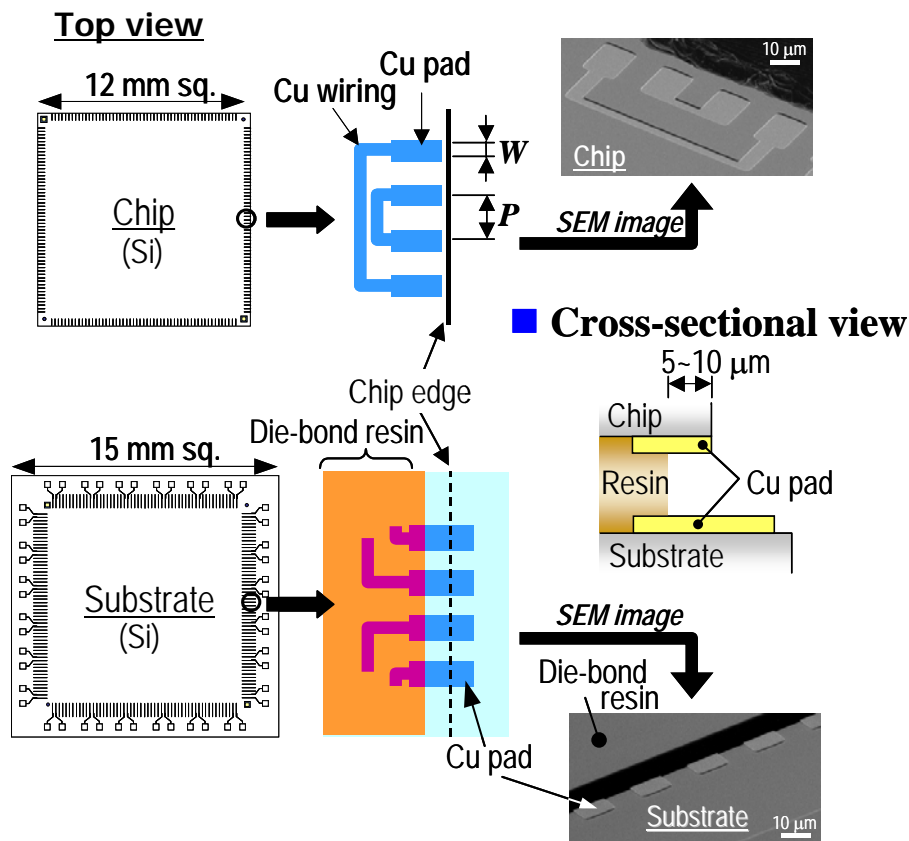 Top view
12 mm sq.
Chip
(Si)
Cu wiring
Cu pad
W
P
10 μm
Chip
SEM image
Cross-sectional view
5~10 μm
Chip
Resin
Cu pad
Substrate
Chip edge
Die-bond resin
15 mm sq.
Substrate
(Si)
SEM image
Die-bond
resin
Cu pad
Substrate
10 μm